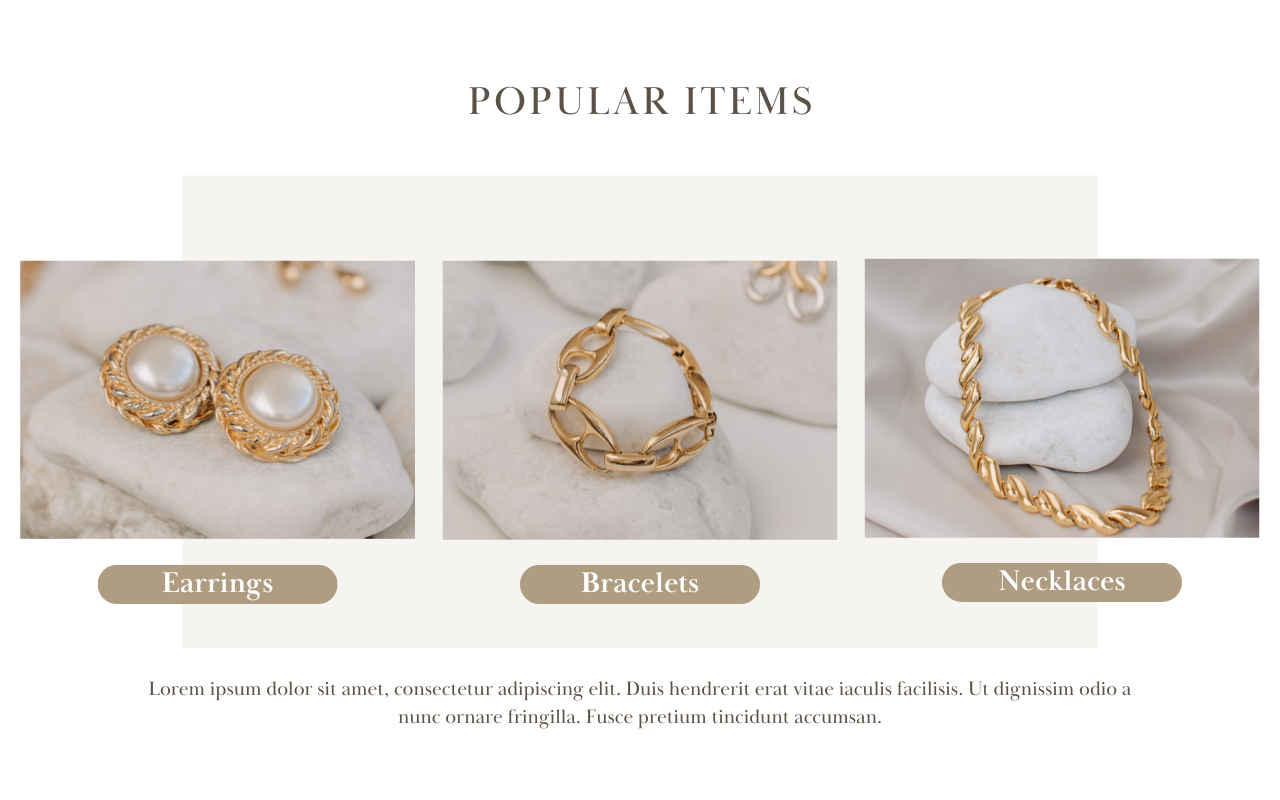 POPULAR ITEMS
Earrings
Bracelets
Necklaces
Lorem ipsum dolor sit amet, consectetur adipiscing elit. Duis hendrerit erat vitae iaculis facilisis. Ut dignissim odio a
nunc ornare fringilla. Fusce pretium tincidunt accumsan.